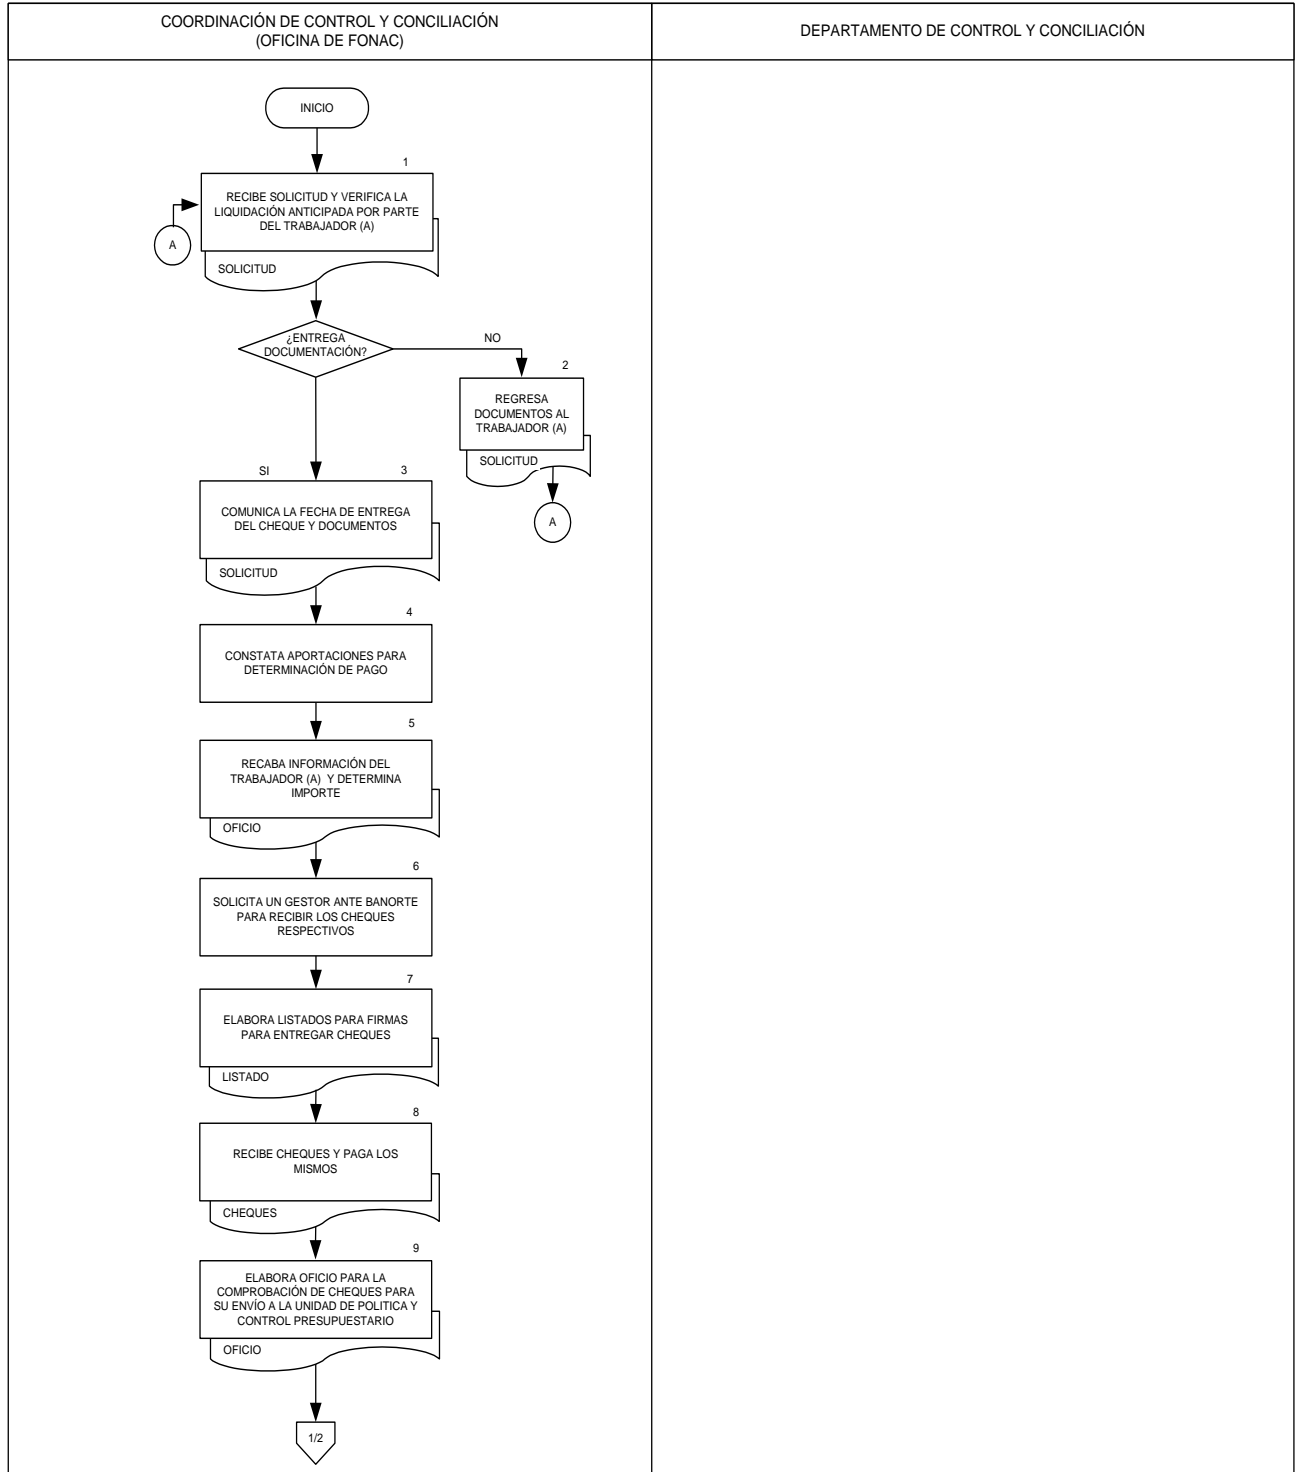 COORDINACIÓN DE CONTROL Y CONCILIACIÓN
(OFICINA DE FONAC)
DEPARTAMENTO DE CONTROL Y CONCILIACIÓN
INICIO
1
RECIBE SOLICITUD Y VERIFICA LA
LIQUIDACIÓN ANTICIPADA POR PARTE
DEL TRABAJADOR (A)
A
SOLICITUD
¿ENTREGA
DOCUMENTACIÓN?
NO
2
REGRESA
DOCUMENTOS AL
TRABAJADOR (A)
SOLICITUD
A
SI
3
COMUNICA LA FECHA DE ENTREGA
DEL CHEQUE Y DOCUMENTOS
SOLICITUD
4
CONSTATA APORTACIONES PARA
DETERMINACIÓN DE PAGO
5
RECABA INFORMACIÓN DEL
TRABAJADOR (A) Y DETERMINA
IMPORTE
OFICIO
6
SOLICITA UN GESTOR ANTE BANORTE
PARA RECIBIR LOS CHEQUES
RESPECTIVOS
7
ELABORA LISTADOS PARA FIRMAS
PARA ENTREGAR CHEQUES
LISTADO
8
RECIBE CHEQUES Y PAGA LOS
MISMOS
CHEQUES
9
ELABORA OFICIO PARA LA
COMPROBACIÓN DE CHEQUES PARA
SU ENVÍO A LA UNIDAD DE POLITICA Y
CONTROL PRESUPUESTARIO
OFICIO
1/2